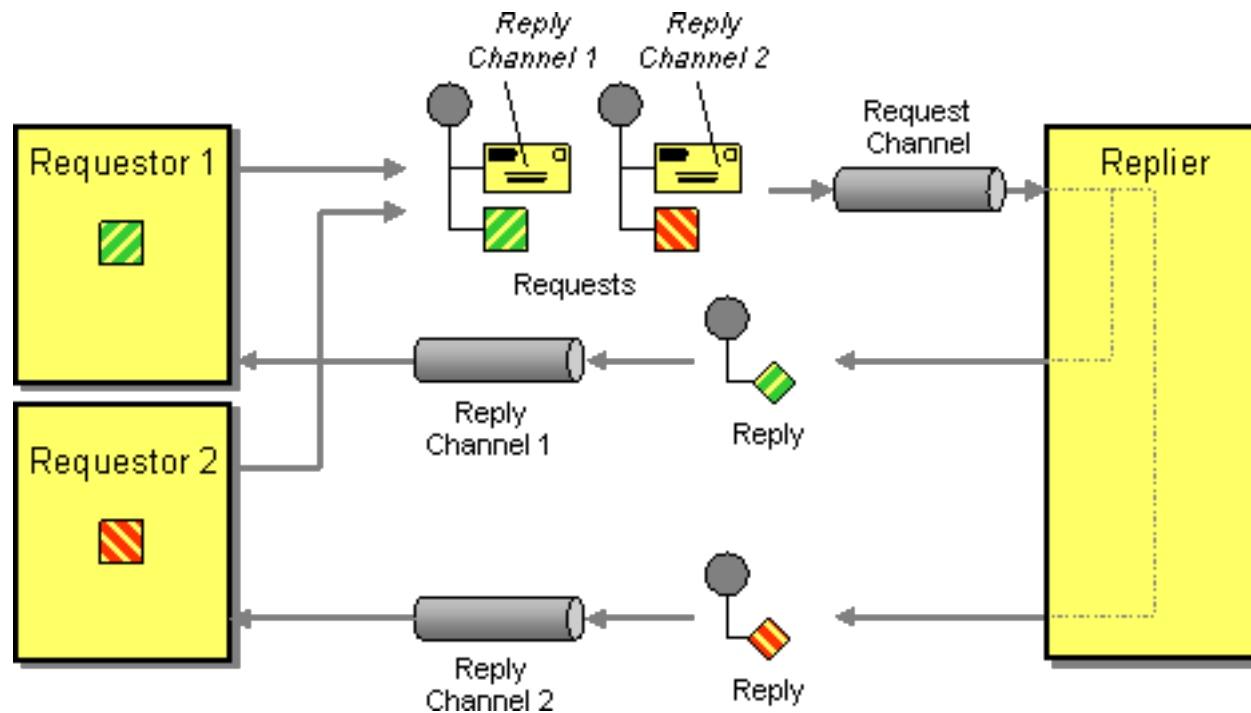 Reply
Channel 1
Reply
Channel 2
Request
Channel
Requestor 1
Replier
Requests
Reply
Channel 1
Reply
Requestor 2
Reply
Channel 2
Reply